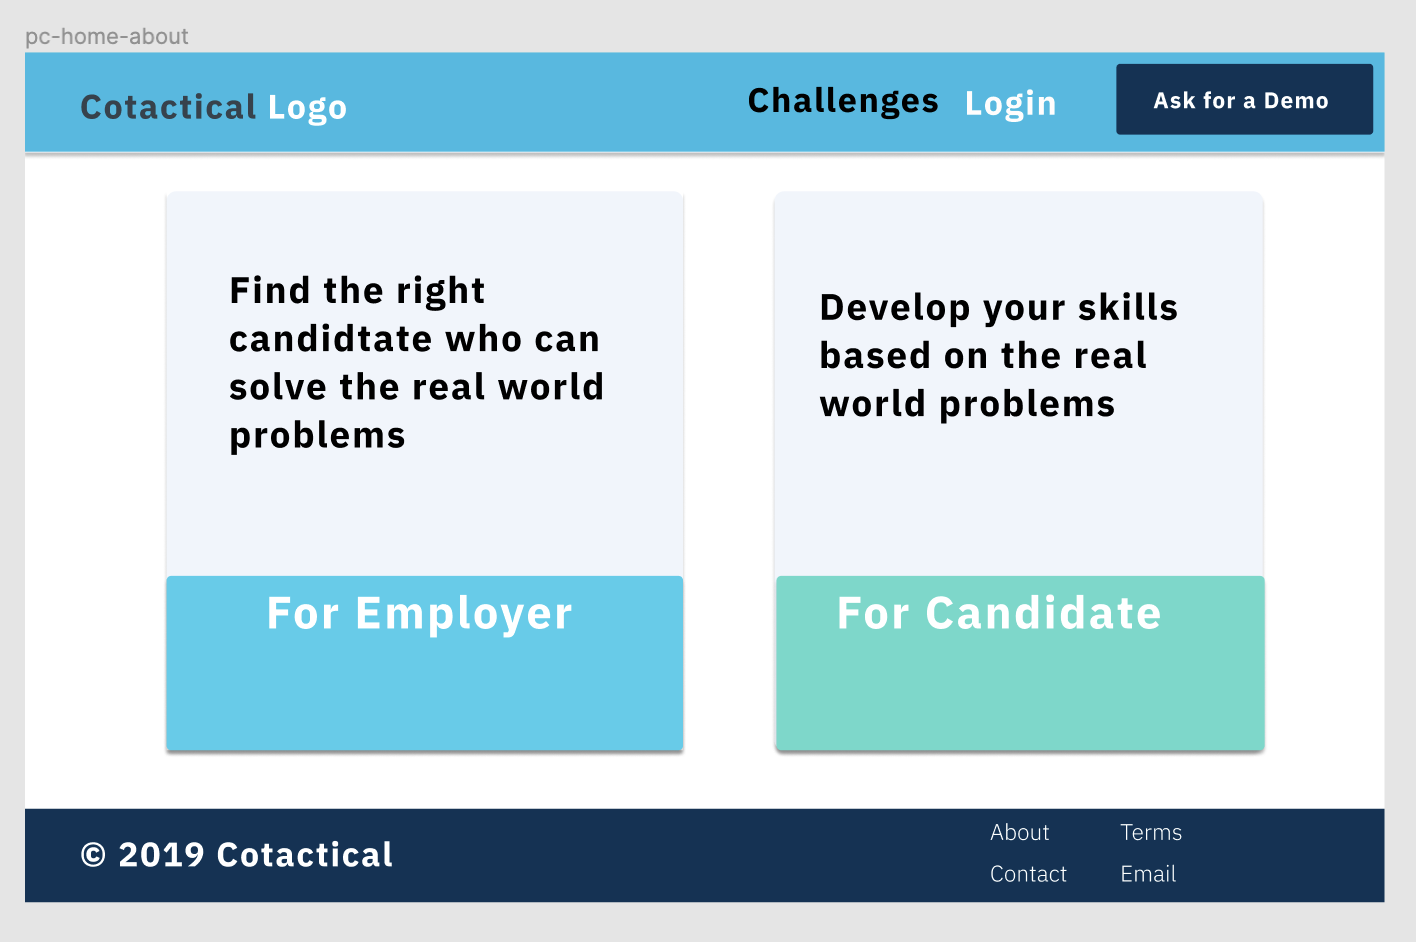 pc-home-about
Cotactical Logo
Challenges
Login
Ask for a Demo
Find the right
candidtate who can
solve the real world
problems
For Employer
Develop your skills
based on the real
world problems
For Candidate
© 2019 Cotactical
About
Terms
Contact
Email